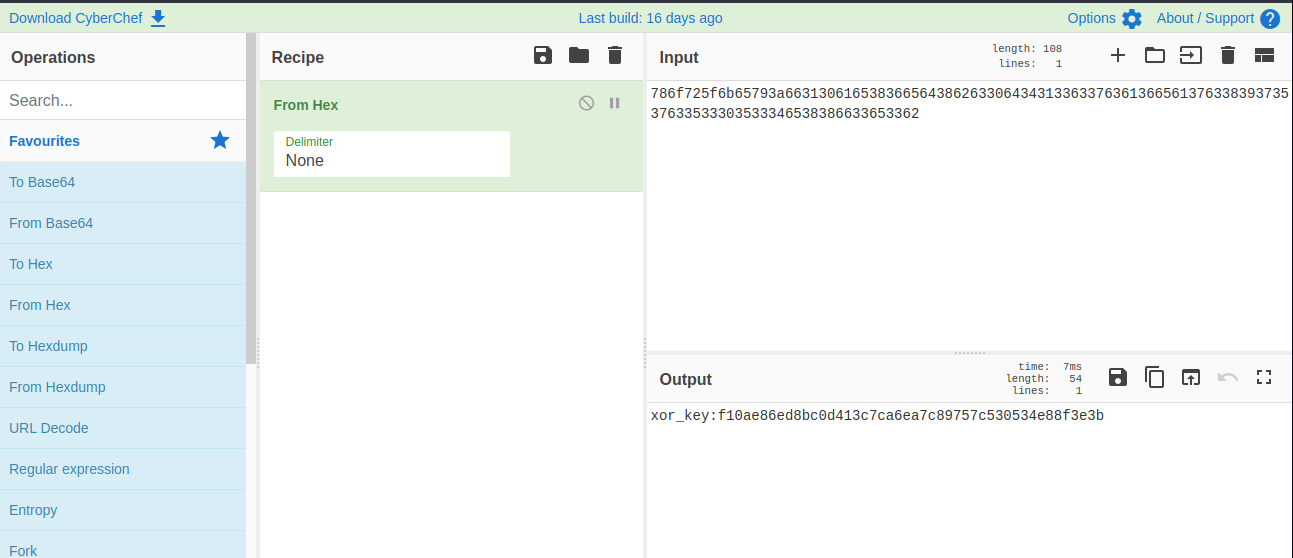 Download CyberChef
Last build: 16 days ago
Options
About / Support
Operations
Search...
Favourites
To Base64
From Base64
To Hex
From Hex
To Hexdump
From Hexdump
URL Decode
Regular expression
Entropy
Fork
Recipe
From Hex
Delimiter
None
Input
length: 108
lines: 1
786f725f6b65793a663130616538366564386263306434313363376361366561376338393735
37633533303533346538386633653362
Output
time: 7ms
length: 54
lines: 1
xor_key:f10ae86ed8bc0d413c7ca6ea7c89757c530534e88f3e3b